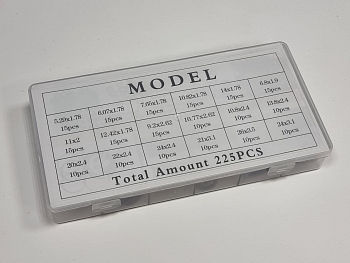 MODEL
5.28x1.78 6.07x1.78 7.65x1.78 10.82x1.78 14x1.78 6.8x1.9
15pcs 15pcs 15pcs 15pcs 15pcs 15pcs
11x2 12.42x1.78 9.2x2.62 10.77x2.62 10.8x2.4 13.8x2.4
15pcs 15pcs 15pcs 10pcs 10pcs 10pcs
20x2.4 22x2.4 24x2.4 21x3.1 26x3.5 24x3.1
10pcs 10pcs 10pcs 10pcs 10pcs 10pcs
Total Amount 225PCS